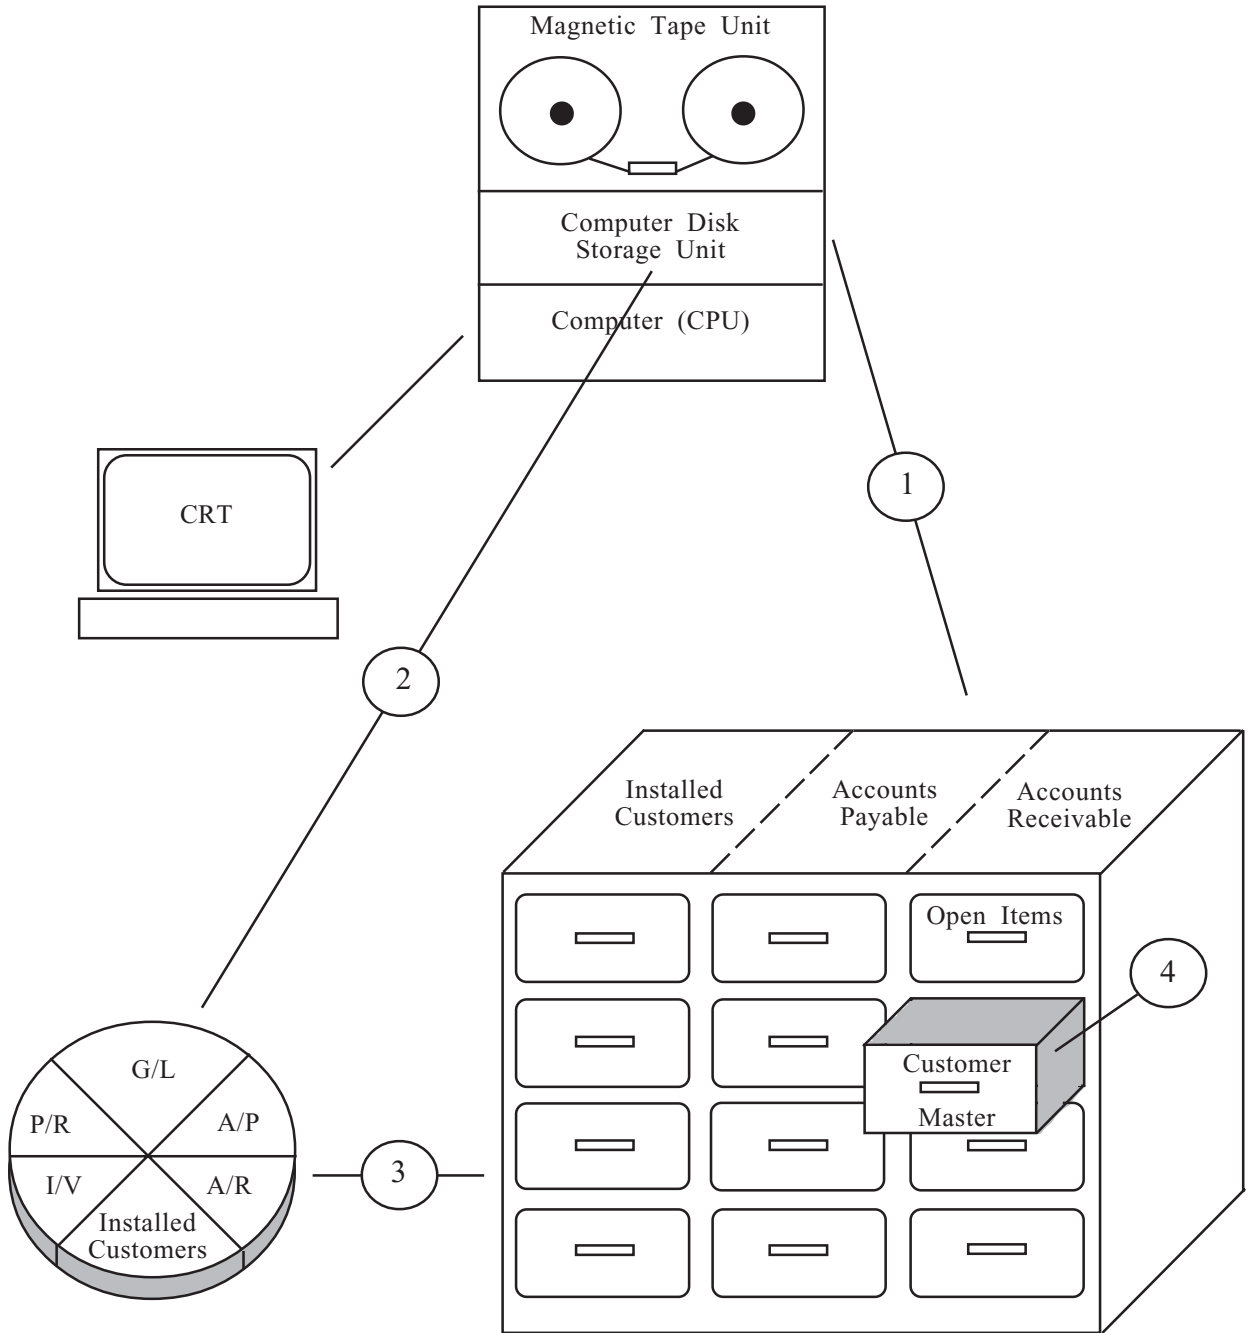 Magnetic Tape Unit
Computer Disk
Storage Unit
Computer (CPU)
CRT
1
2
Installed
Customers
Accounts
Payable
Accounts
Receivable
Open Items
4
Customer
Master
G/L
P/R
A/P
I/V
A/R
Installed
Customers
3